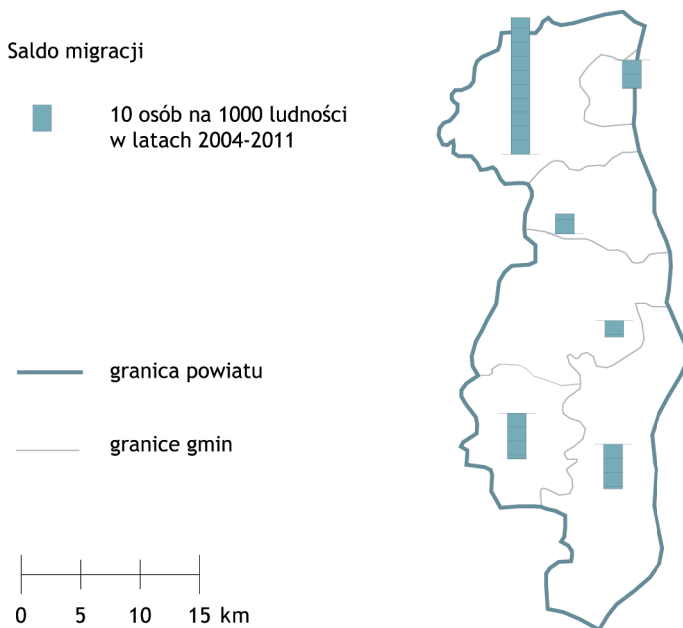 Saldo migracji
10 osób na 1000 ludności
w latach 2004-2011
granica powiatu
granice gmin
0 5 10 15 km